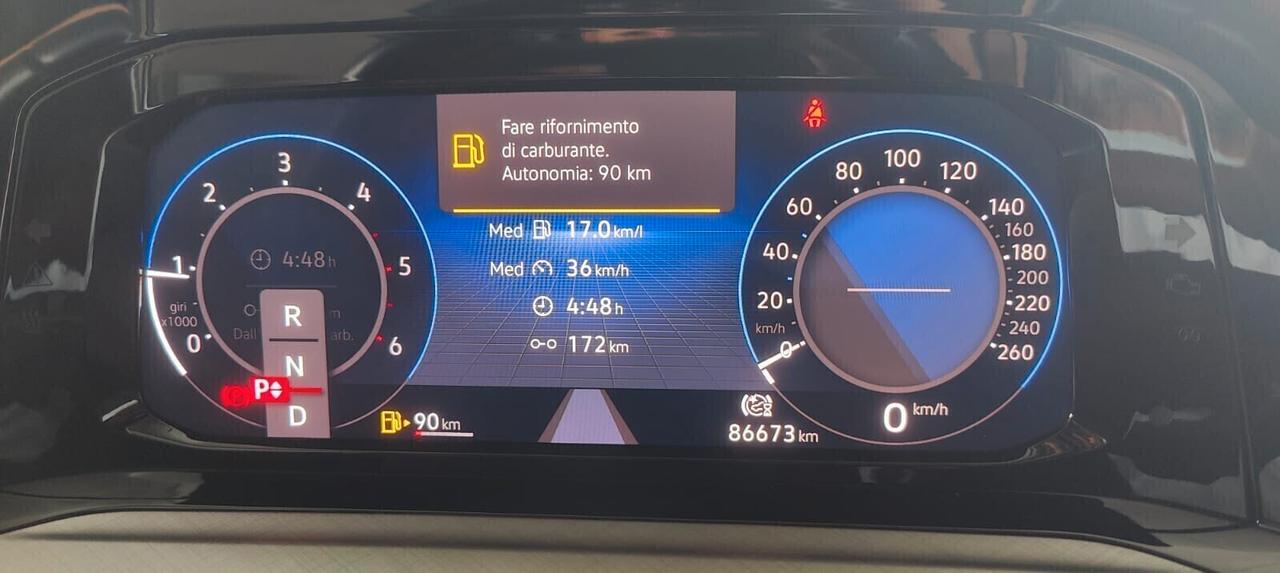 Fare rifornimento
di carburante.
Autonomia: 90 km
Med 17.0 km/l
Med 36 km/h
4:48 h
172 km
3
2
4
1
5
giri
x1000
0
6
4:48 h
m
Dall
arb.
R
N
P
D
90 km
86673 km
100
80
120
60
140
160
40
180
200
20
220
km/h
240
0
260
0 km/h